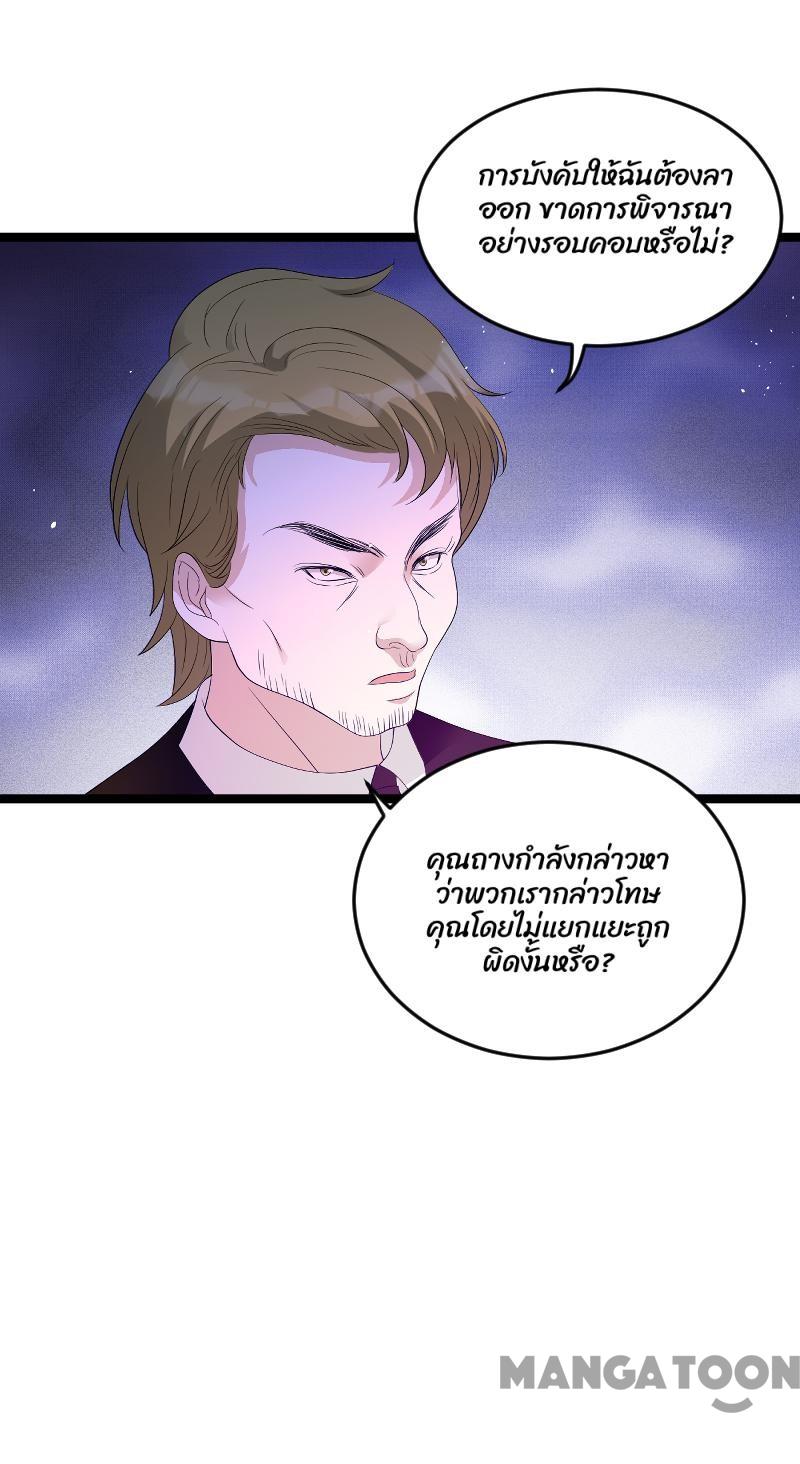 การบังคับให้ฉันต้องลา
ออก ขาดการพิจารณา
อย่างรอบคอบหรือไม่?
คุณถางกำลังกล่าวหา
ว่าพวกเรากล่าวโทษ
คุณโดยไม่แยกแยะถูก
ผิดงั้นหรือ?
MANGA TOON